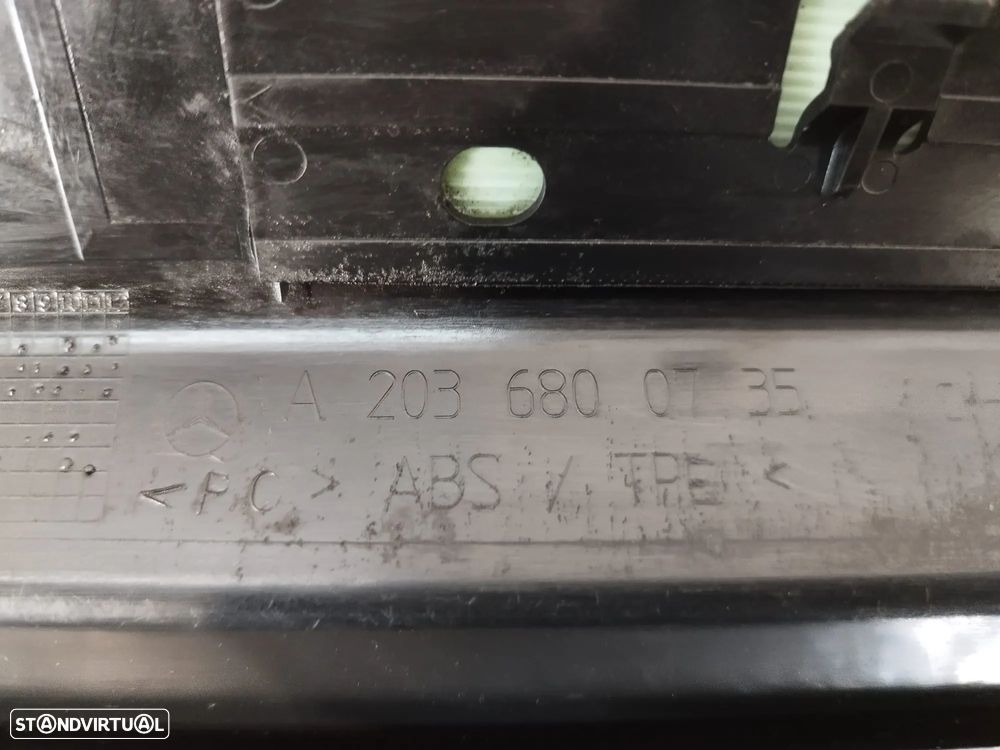 A 203 680 07 35
< PC > ABS / TPE <
STANDVIRTUAL